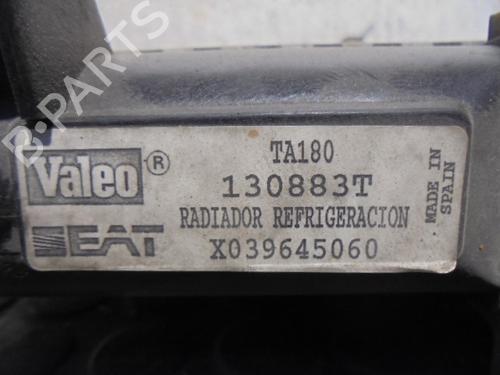 B-PARTS
Valeo ®
SEAT
TA180
130883T
RADIADOR REFRIGERACION
X039645060
MADE IN
SPAIN